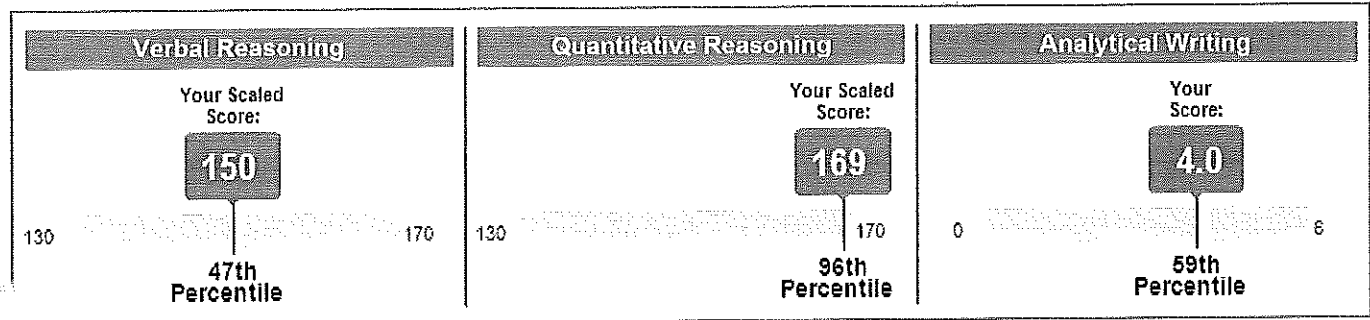 Verbal Reasoning
Your Scaled
Score:
150
130
170
47th
Percentile
Quantitative Reasoning
Your Scaled
Score:
169
130
170
96th
Percentile
Analytical Writing
Your
Score:
4.0
0
6
59th
Percentile